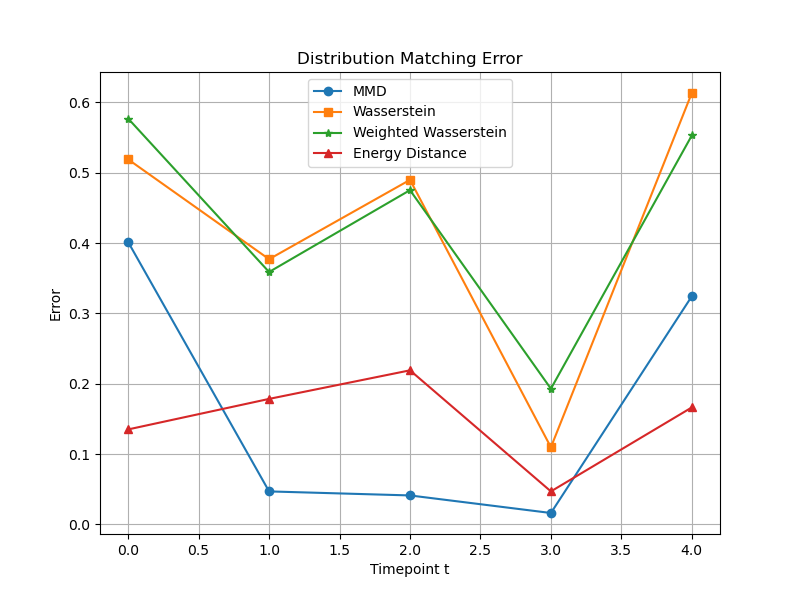 Distribution Matching Error
MMD
Wasserstein
Weighted Wasserstein
Energy Distance
Error
0.6
0.5
0.4
0.3
0.2
0.1
0.0
0.0 0.5 1.0 1.5 2.0 2.5 3.0 3.5 4.0
Timepoint t